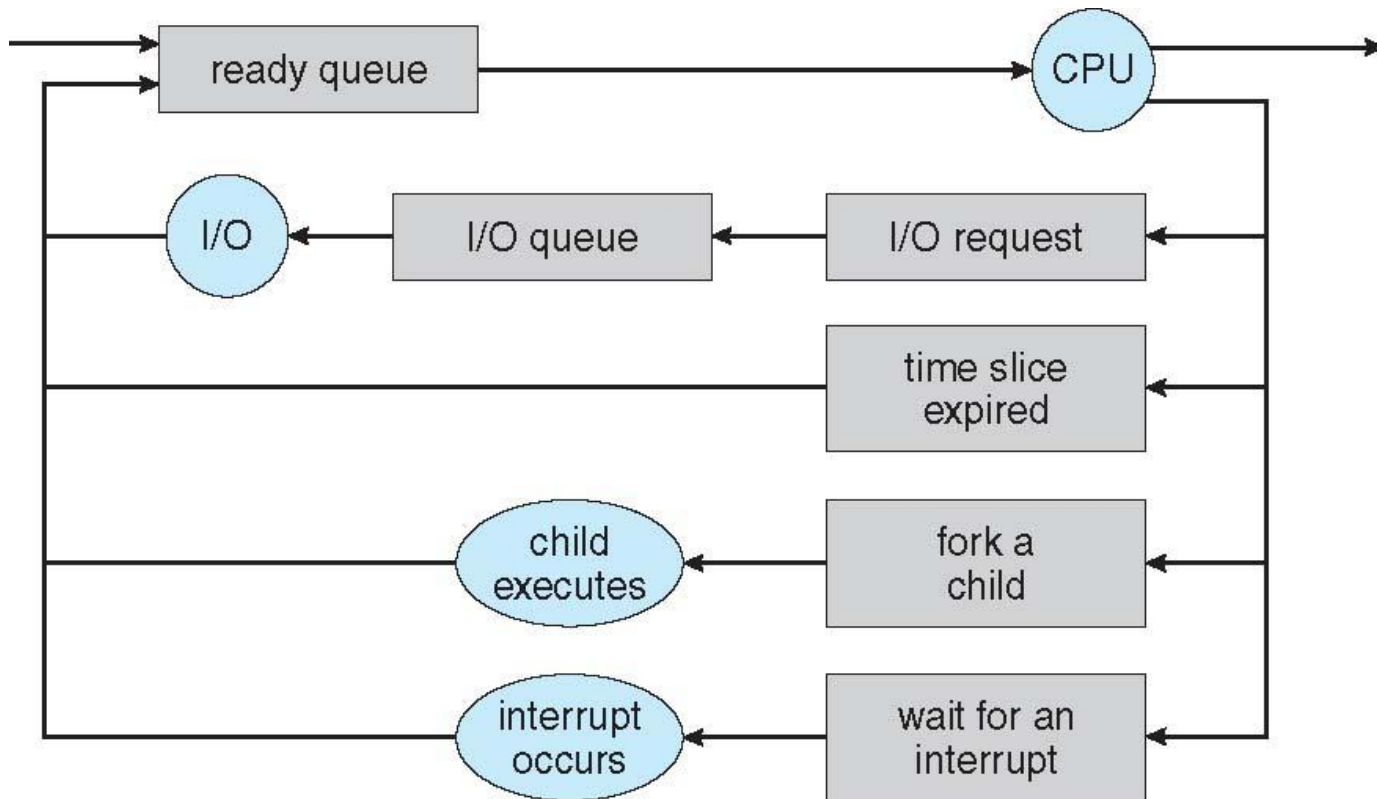 ready queue
CPU
I/O
I/O queue
I/O request
time slice
expired
child
executes
fork a
child
interrupt
occurs
wait for an
interrupt